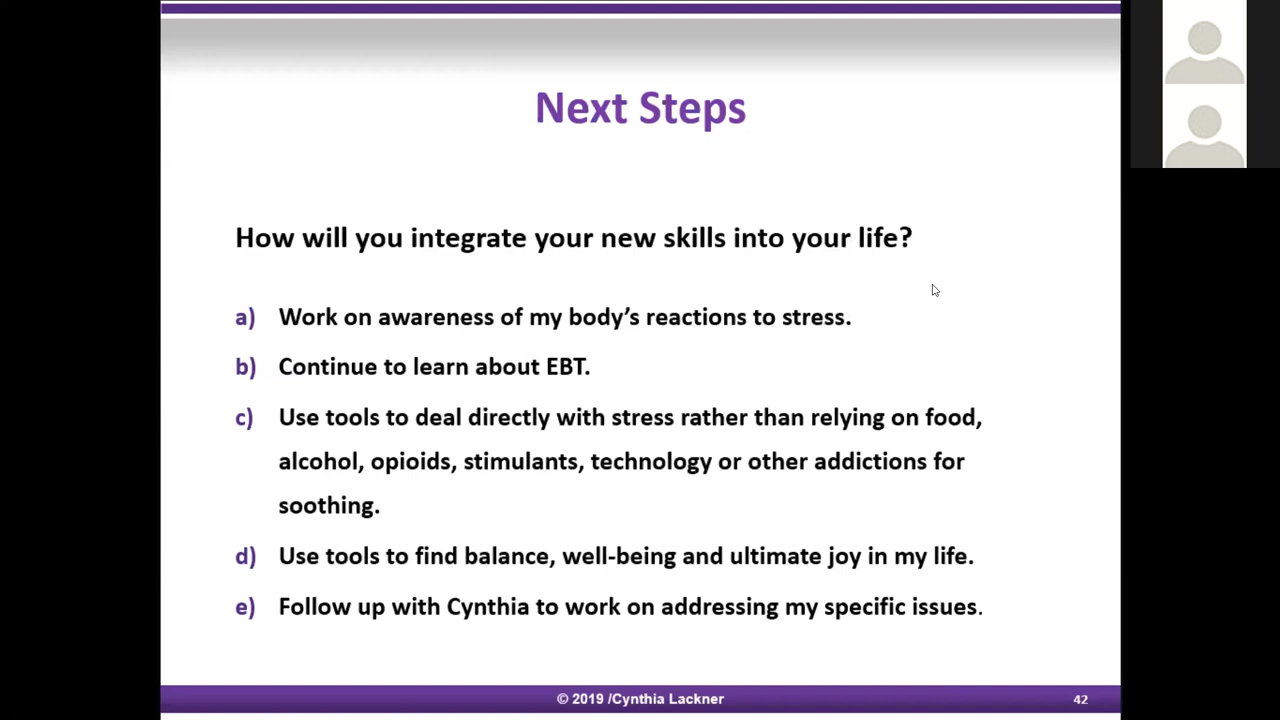 Next Steps
How will you integrate your new skills into your life?
a) Work on awareness of my body's reactions to stress.
b) Continue to learn about EBT.
c) Use tools to deal directly with stress rather than relying on food,
alcohol, opioids, stimulants, technology or other addictions for
soothing.
d) Use tools to find balance, well-being and ultimate joy in my life.
e) Follow up with Cynthia to work on addressing my specific issues.
© 2019 /Cynthia Lackner
42